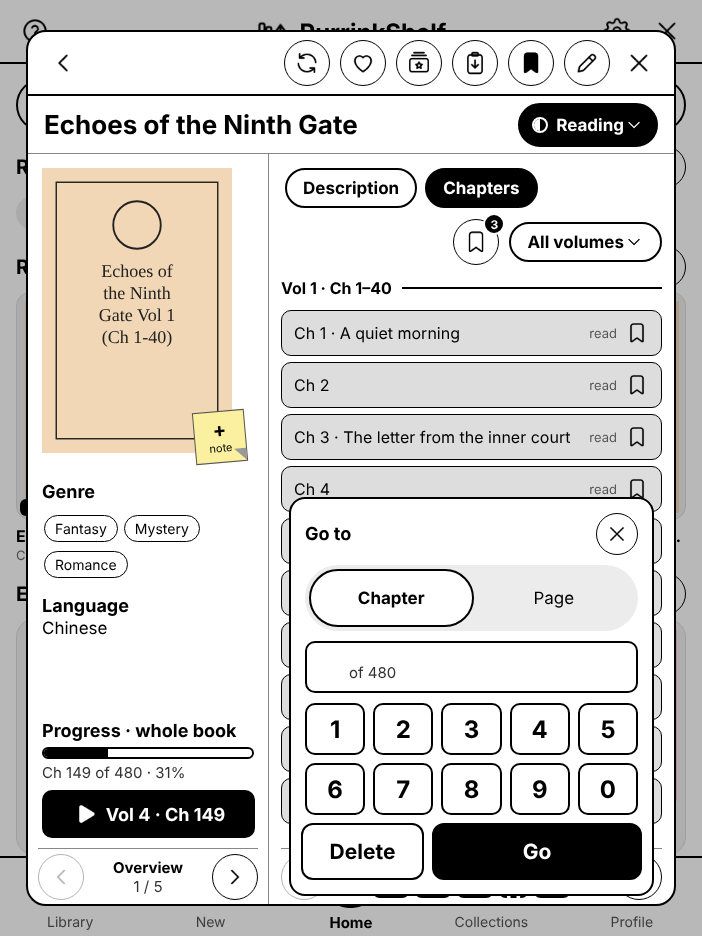 Echoes of the Ninth Gate
Reading
Echoes of
the Ninth
Gate Vol 1
(Ch 1-40)
+
note
Genre
Fantasy
Mystery
Romance
Language
Chinese
Progress · whole book
Ch 149 of 480 · 31%
Vol 4 · Ch 149
Overview
1 / 5
Description
Chapters
3
All volumes
Vol 1 · Ch 1–40
Ch 1 · A quiet morning read
Ch 2 read
Ch 3 · The letter from the inner court read
Ch 4 read
Go to
Chapter
Page
of 480
1 2 3 4 5
6 7 8 9 0
Delete
Go
Library
New
Home
Collections
Profile